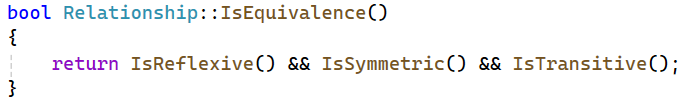 bool Relationship::IsEquivalence()
{
    return IsReflexive() && IsSymmetric() && IsTransitive();
}